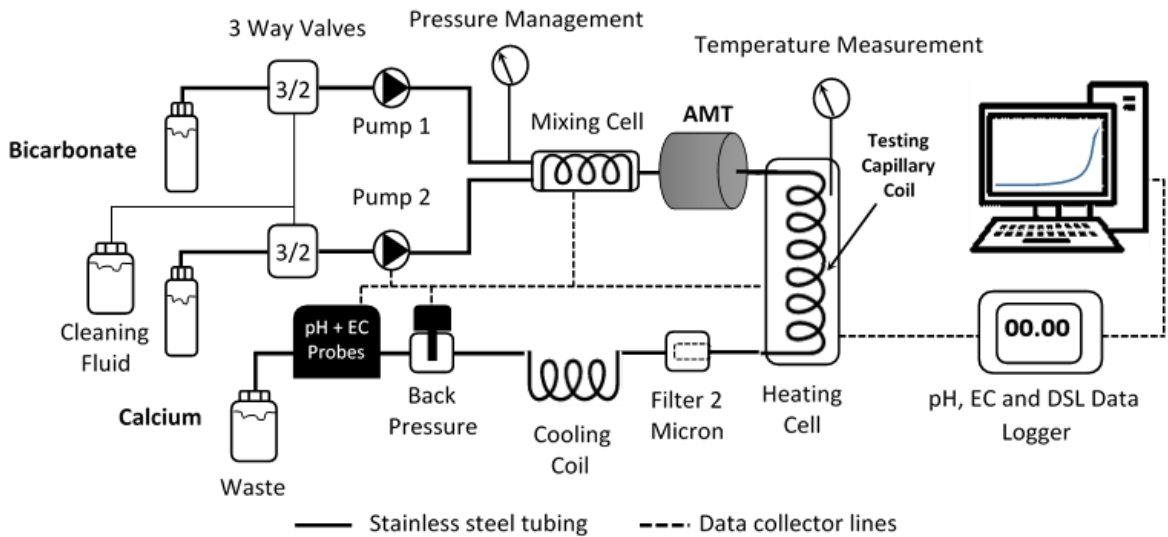 Pressure Management
3 Way Valves
Temperature Measurement
3/2
Pump 1
Mixing Cell
AMT
Bicarbonate
Testing
Capillary
Coil
Pump 2
3/2
Cleaning
Fluid
pH + EC
Probes
00.00
Calcium
Back
Pressure
Cooling
Coil
Filter 2
Micron
Heating
Cell
pH, EC and DSL Data
Logger
Waste
Stainless steel tubing
Data collector lines